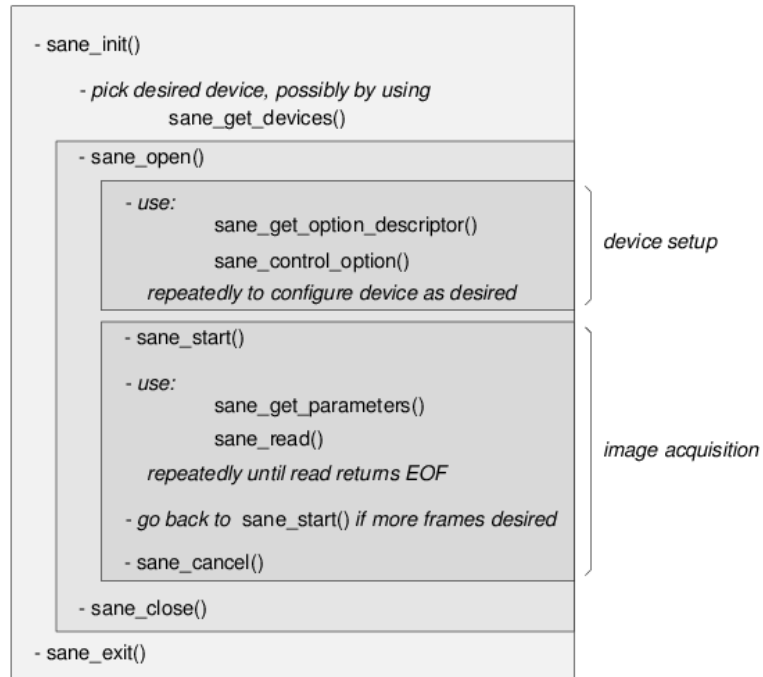 - sane_init()
- pick desired device, possibly by using
sane_get_devices()
- sane_open()
- use:
sane_get_option_descriptor()
sane_control_option()
repeatedly to configure device as desired
device setup
- sane_start()
- use:
sane_get_parameters()
sane_read()
repeatedly until read returns EOF
- go back to sane_start() if more frames desired
- sane_cancel()
image acquisition
- sane_close()
- sane_exit()